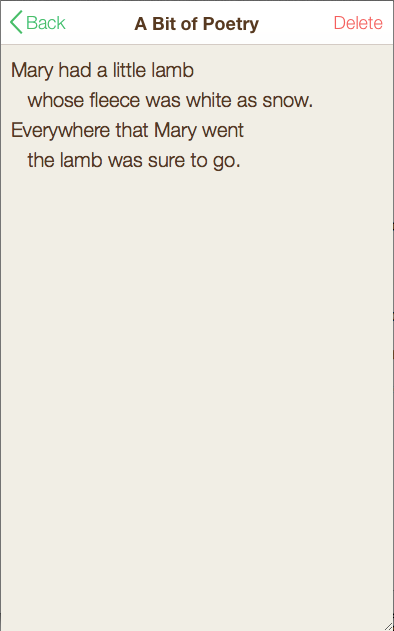 Back A Bit of Poetry Delete
Mary had a little lamb
whose fleece was white as snow.
Everywhere that Mary went
the lamb was sure to go.